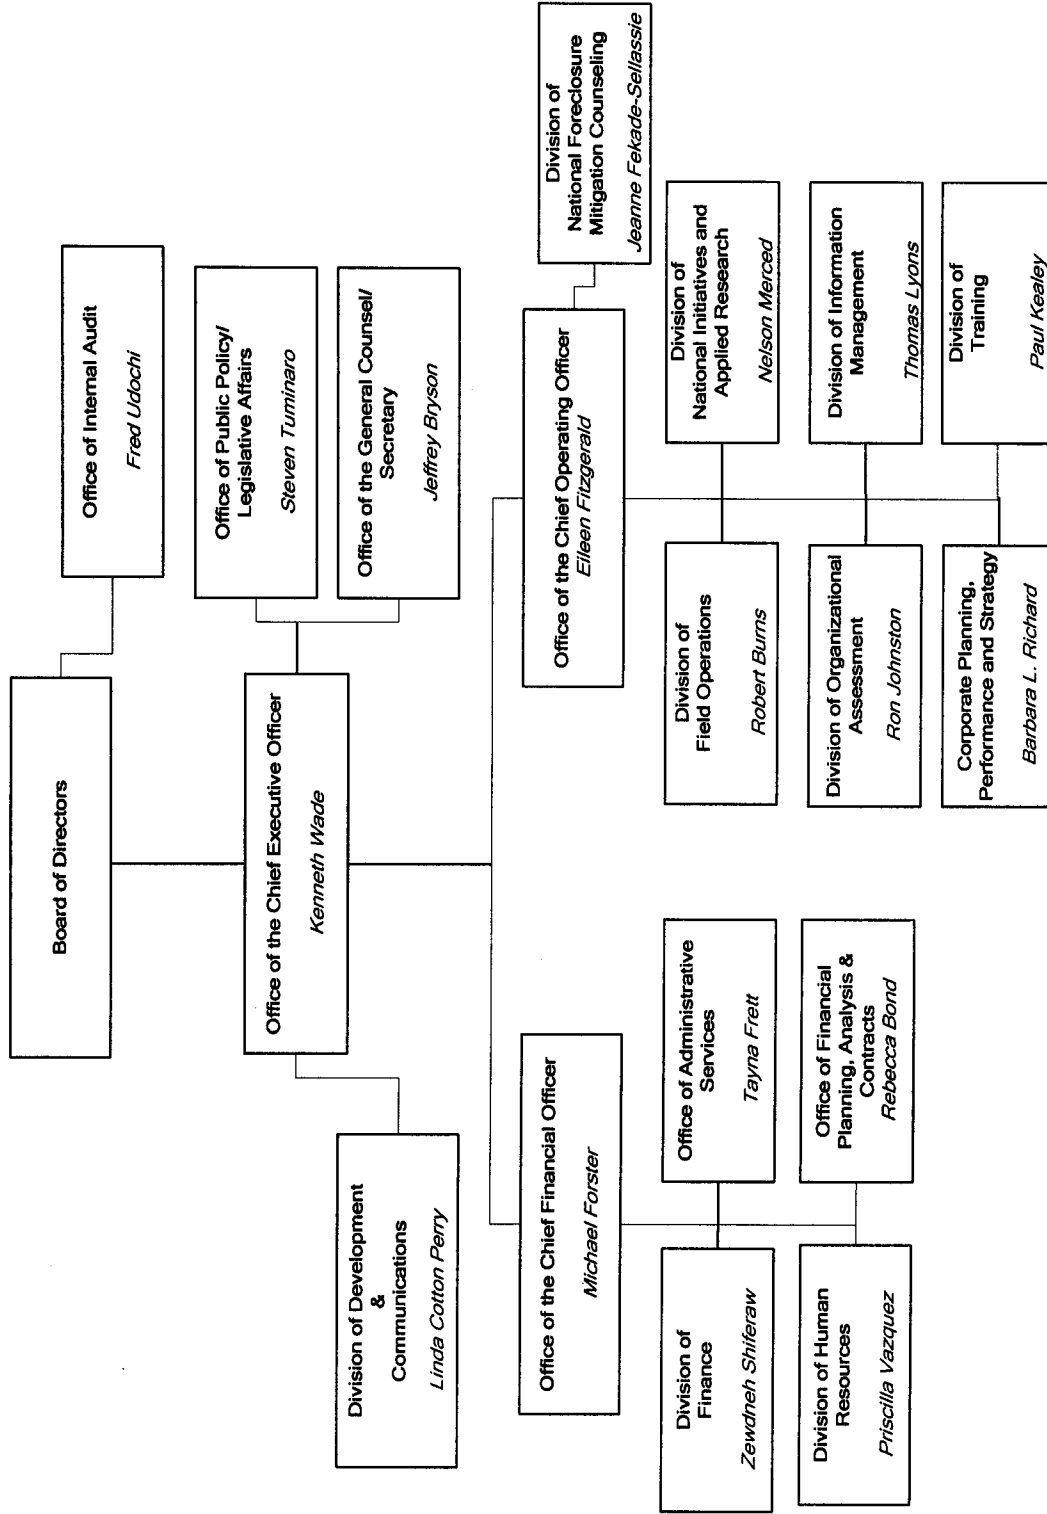 Board of Directors
Office of Internal Audit
Fred Udochi
Office of the Chief Executive Officer
Kenneth Wade
Office of Public Policy/
Legislative Affairs
Steven Tuminaro
Office of the General Counsel/
Secretary
Jeffrey Bryson
Division of Development
&
Communications
Linda Cotton Perry
Office of the Chief Financial Officer
Michael Forster
Office of the Chief Operating Officer
Eileen Fitzgerald
Division of
National Foreclosure
Mitigation Counseling
Jeanne Fekade-Sellassie
Division of
Finance
Zewdneh Shiferaw
Office of Administrative
Services
Tayna Frett
Division of
Field Operations
Robert Burns
Division of
National Initiatives and
Applied Research
Nelson Merced
Division of Human
Resources
Priscilla Vazquez
Office of Financial
Planning, Analysis &
Contracts
Rebecca Bond
Division of Organizational
Assessment
Ron Johnston
Division of Information
Management
Thomas Lyons
Corporate Planning,
Performance and Strategy
Barbara L. Richard
Division of
Training
Paul Kealey